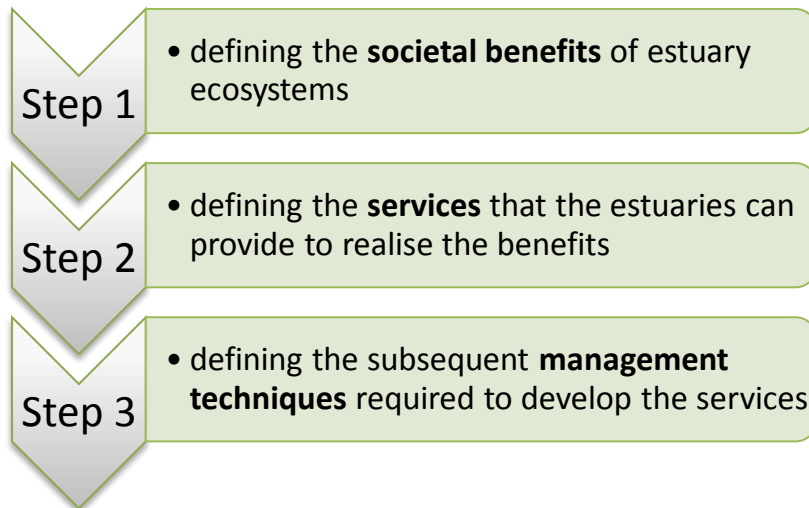 Step 1
• defining the societal benefits of estuary
ecosystems
Step 2
• defining the services that the estuaries can
provide to realise the benefits
Step 3
• defining the subsequent management
techniques required to develop the services